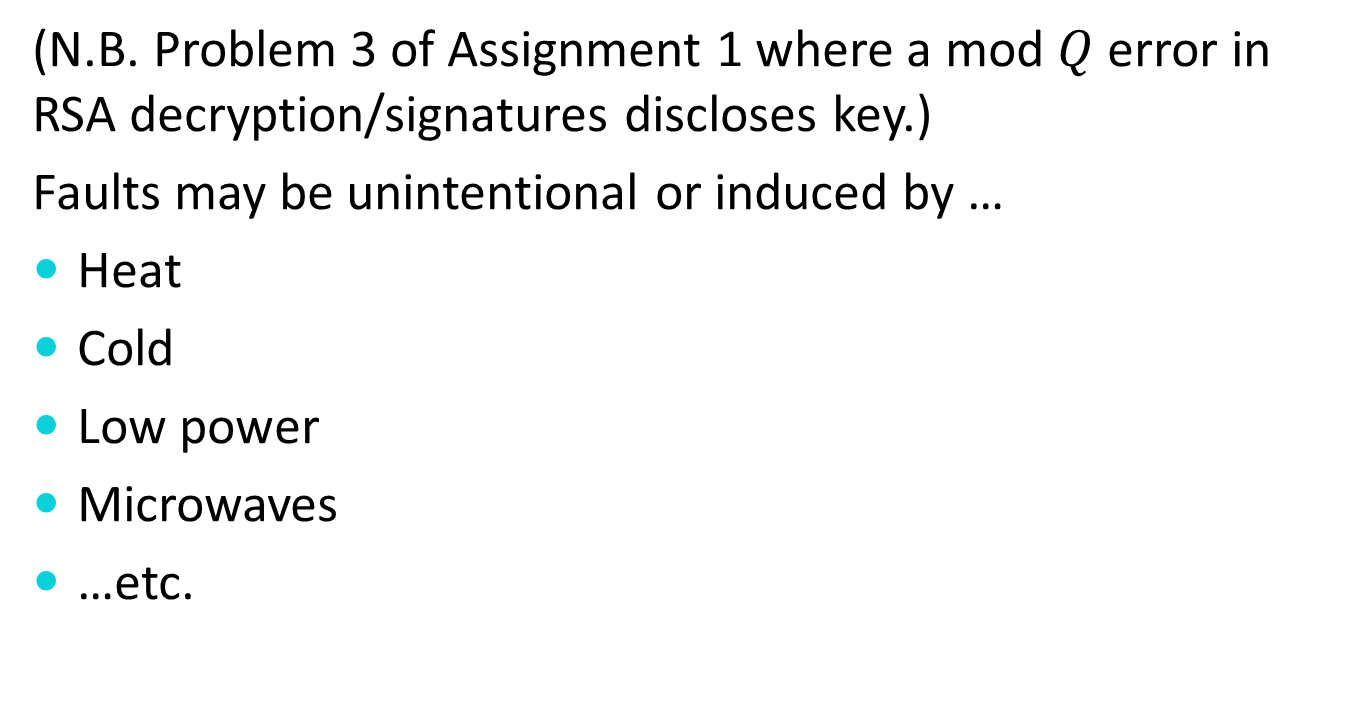 (N.B. Problem 3 of Assignment 1 where a mod Q error in
RSA decryption/signatures discloses key.)
Faults may be unintentional or induced by …
• Heat
• Cold
• Low power
• Microwaves
• …etc.